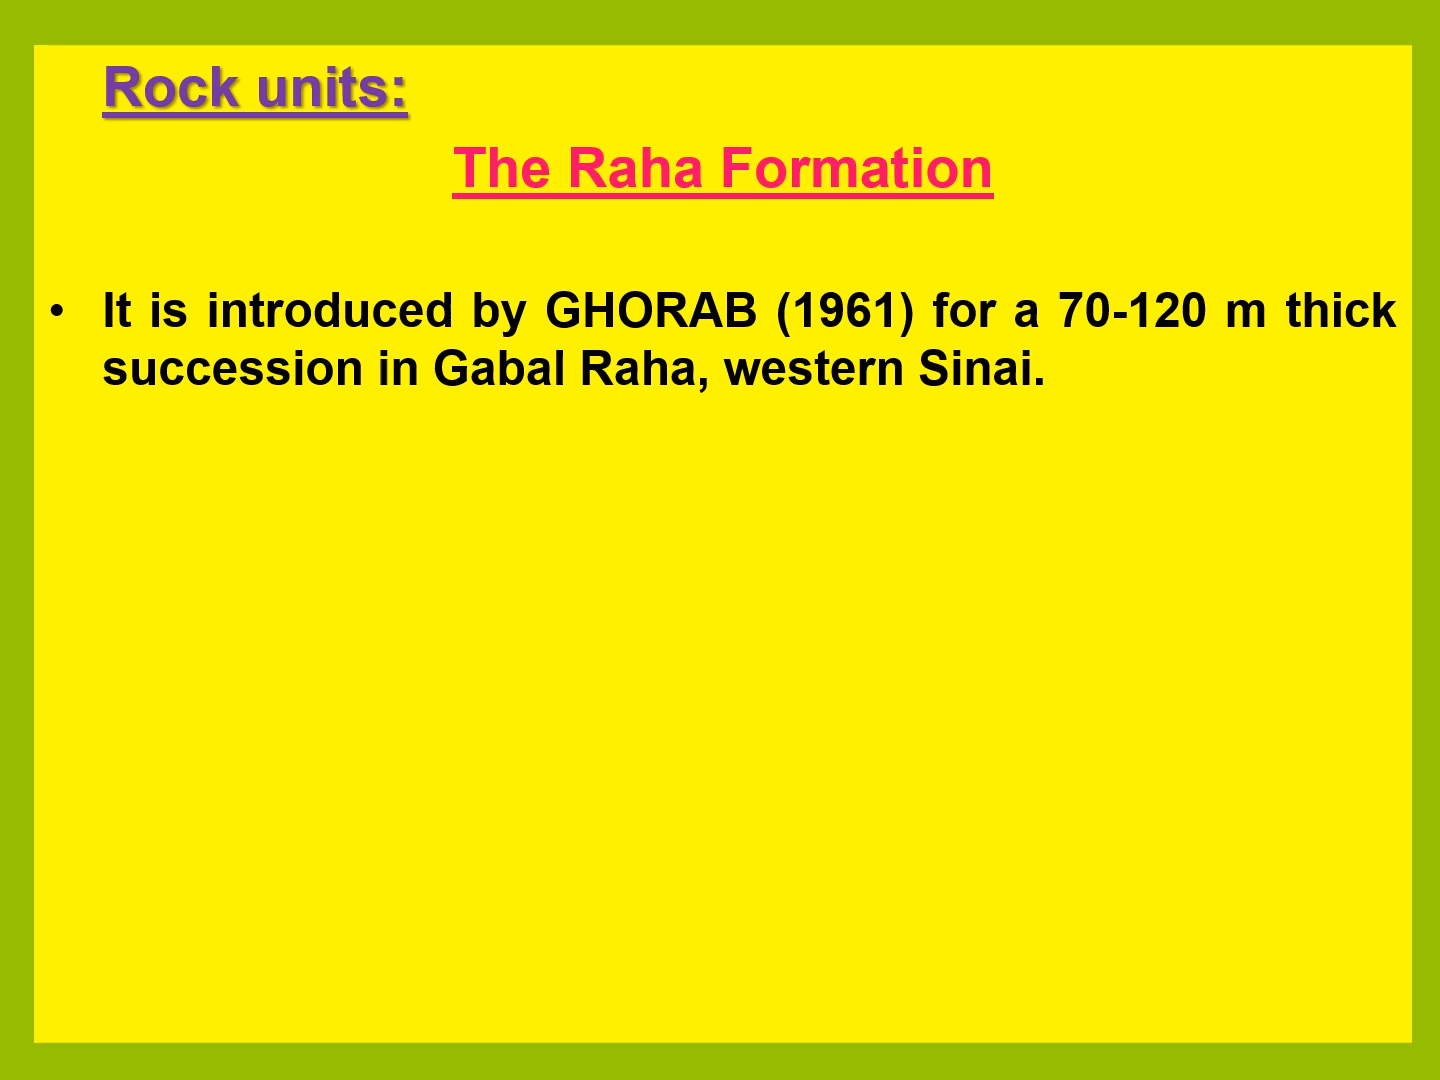 Rock units:
The Raha Formation
• It is introduced by GHORAB (1961) for a 70-120 m thick
succession in Gabal Raha, western Sinai.